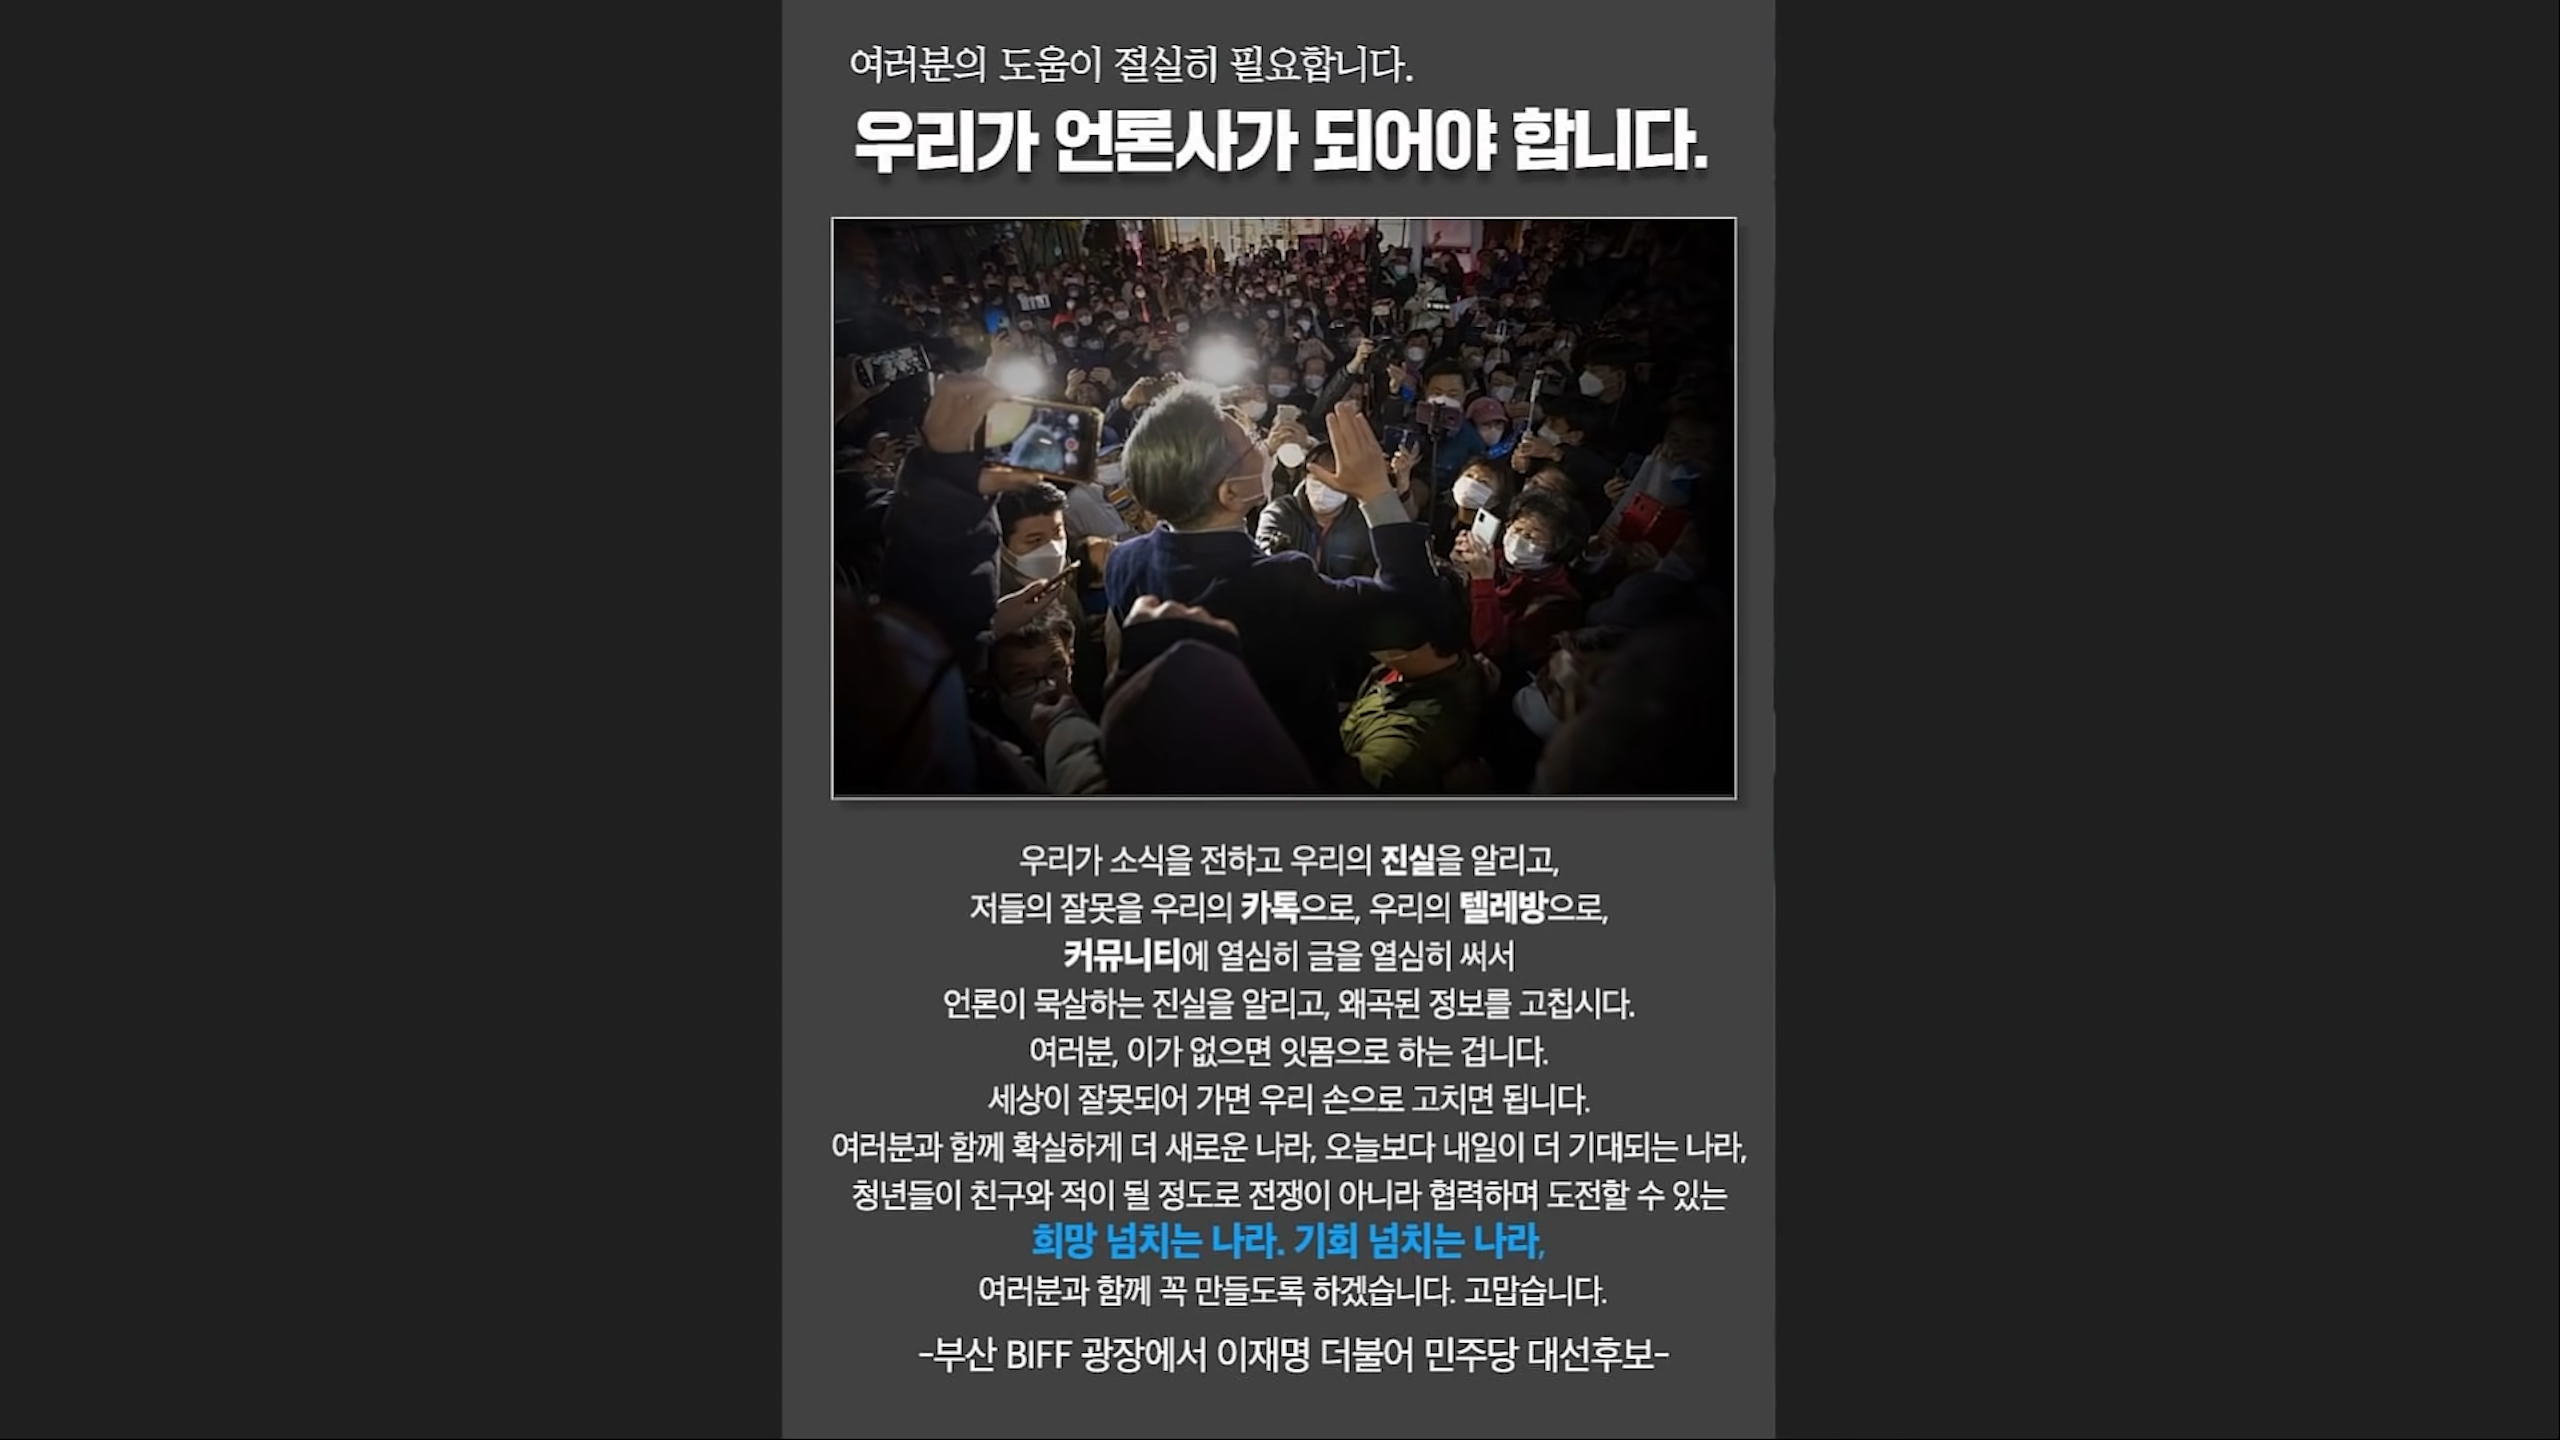 여러분의 도움이 절실히 필요합니다.
우리가 언론사가 되어야 합니다.
우리가 소식을 전하고 우리의 진실을 알리고,
저들의 잘못을 우리의 카톡으로, 우리의 텔레방으로,
커뮤니티에 열심히 글을 열심히 써서
언론이 묵살하는 진실을 알리고, 왜곡된 정보를 고칩시다.
여러분, 이가 없으면 잇몸으로 하는 겁니다.
세상이 잘못되어 가면 우리 손으로 고치면 됩니다.
여러분과 함께 확실하게 더 새로운 나라, 오늘보다 내일이 더 기대되는 나라,
청년들이 친구와 적이 될 정도로 전쟁이 아니라 협력하며 도전할 수 있는
희망 넘치는 나라. 기회 넘치는 나라,
여러분과 함께 꼭 만들도록 하겠습니다. 고맙습니다.
-부산 BIFF 광장에서 이재명 더불어 민주당 대선후보-